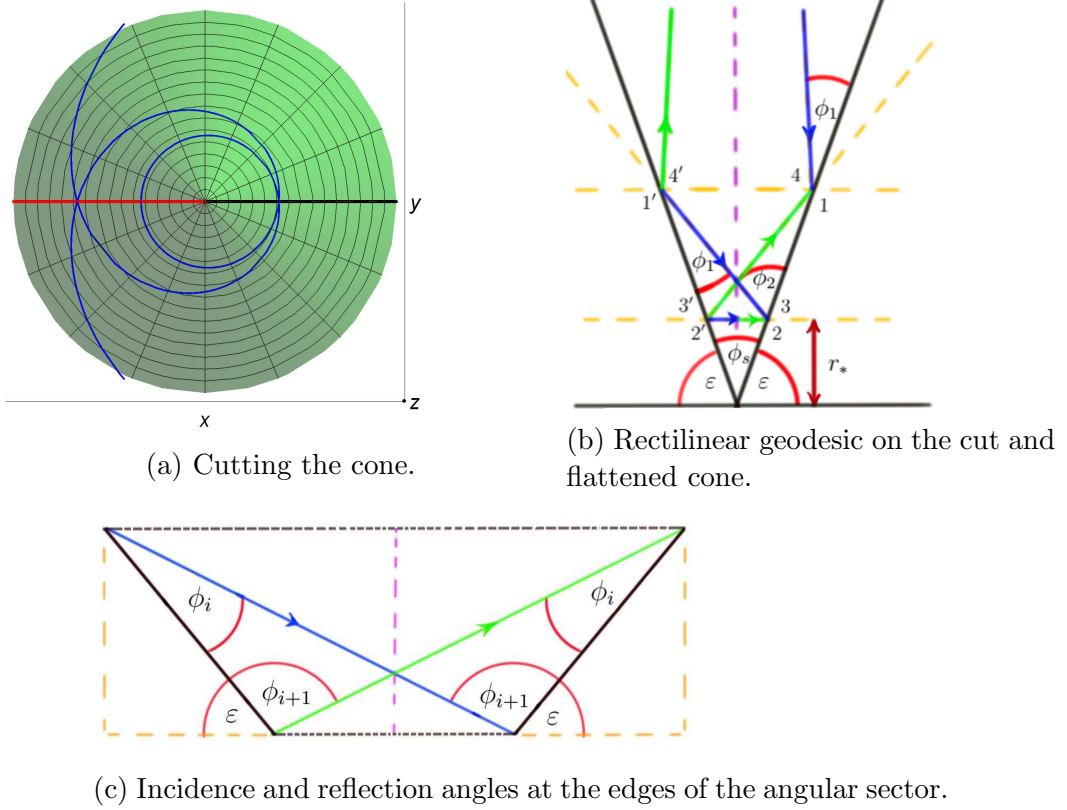 y
z
x
(a) Cutting the cone.
ϕ₁
4′
4
1′
1
ϕ₁
ϕ₂
3′
3
2′
2
ϕₛ
ε
ε
r*
(b) Rectilinear geodesic on the cut and
flattened cone.
ϕᵢ
ϕᵢ
ϕᵢ₊₁
ϕᵢ₊₁
ε
ε
(c) Incidence and reflection angles at the edges of the angular sector.